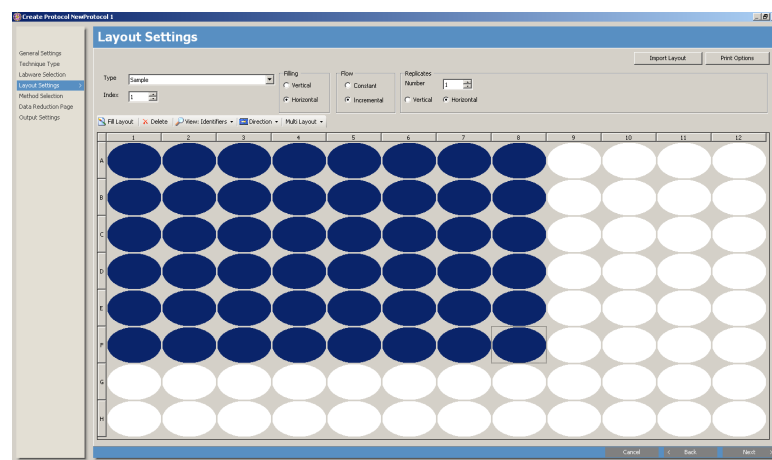 Create Protocol NewProtocol 1
Layout Settings
General Settings
Technique Type
Labware Selection
Layout Settings >
Method Selection
Data Reduction Page
Output Settings
Import Layout Print Options
Type Sample
Index 1
Filling
Vertical
Horizontal
Flow
Constant
Incremental
Replicates
Number 1
Vertical Horizontal
Fill Layout Delete View: Identifiers Direction Multi Layout
1 2 3 4 5 6 7 8 9 10 11 12
A
B
C
D
E
F
G
H
Cancel < Back Next >